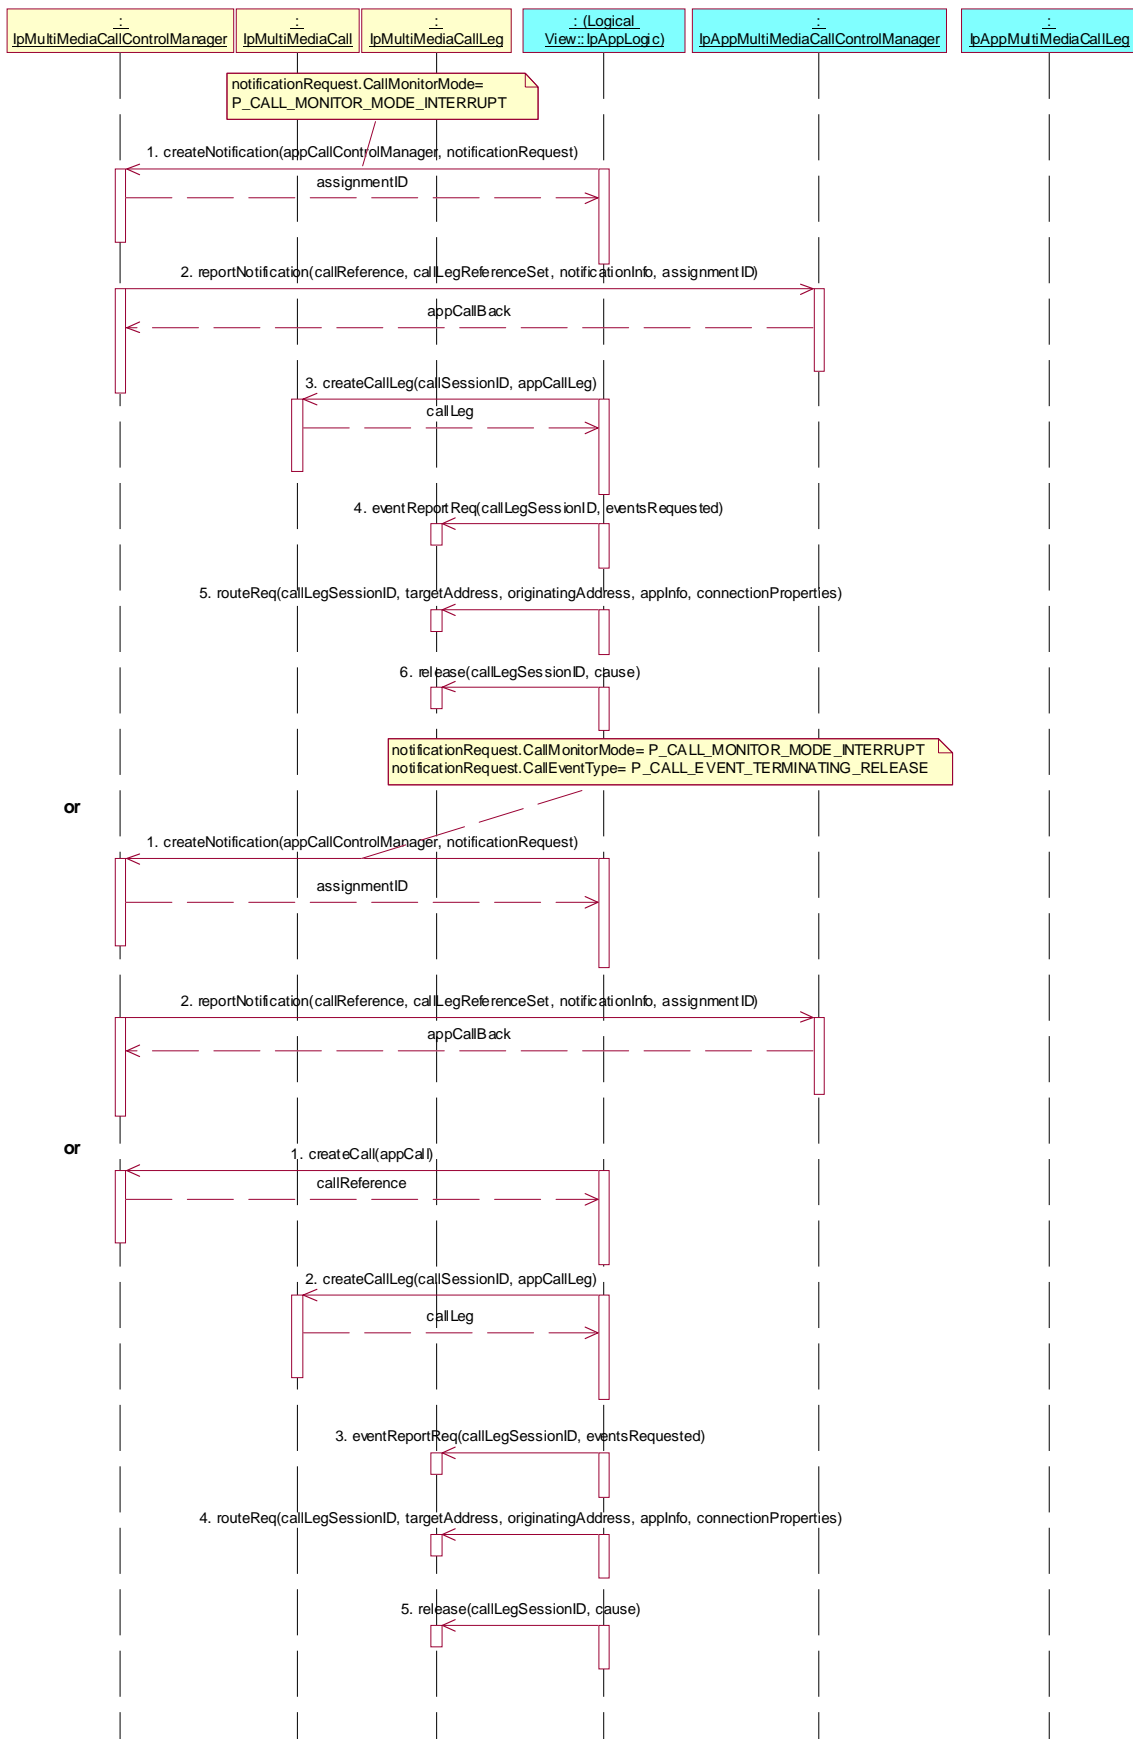 :
IpMultiMediaCallControlManager
:
IpMultiMediaCall
:
IpMultiMediaCallLeg
: (Logical
View::IpAppLogic)
:
IpAppMultiMediaCallControlManager
:
IpAppMultiMediaCallLeg
notificationRequest.CallMonitorMode=
P_CALL_MONITOR_MODE_INTERRUPT
1. createNotification(appCallControlManager, notificationRequest)
assignmentID
2. reportNotification(callReference, callLegReferenceSet, notificationInfo, assignmentID)
appCallBack
3. createCallLeg(callSessionID, appCallLeg)
callLeg
4. eventReportReq(callLegSessionID, eventsRequested)
5. routeReq(callLegSessionID, targetAddress, originatingAddress, appInfo, connectionProperties)
6. release(callLegSessionID, cause)
notificationRequest.CallMonitorMode= P_CALL_MONITOR_MODE_INTERRUPT
notificationRequest.CallEventType= P_CALL_EVENT_TERMINATING_RELEASE
or
1. createNotification(appCallControlManager, notificationRequest)
assignmentID
2. reportNotification(callReference, callLegReferenceSet, notificationInfo, assignmentID)
appCallBack
or
1. createCall(appCall)
callReference
2. createCallLeg(callSessionID, appCallLeg)
callLeg
3. eventReportReq(callLegSessionID, eventsRequested)
4. routeReq(callLegSessionID, targetAddress, originatingAddress, appInfo, connectionProperties)
5. release(callLegSessionID, cause)